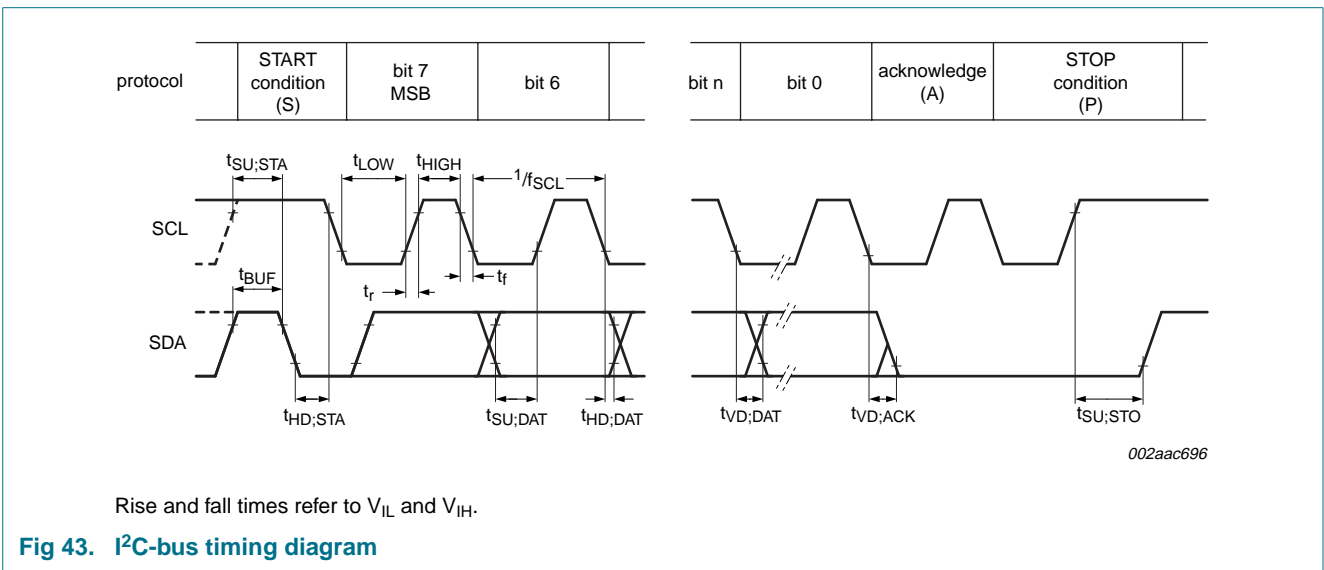 protocol
START
condition
(S)
bit 7
MSB
bit 6
bit n
bit 0
acknowledge
(A)
STOP
condition
(P)
tSU;STA
tLOW
tHIGH
1/fSCL
SCL
tBUF
tr
tf
SDA
tHD;STA
tSU;DAT
tHD;DAT
tVD;DAT
tVD;ACK
tSU;STO
002aac696
Rise and fall times refer to VIL and VIH.
Fig 43. I²C-bus timing diagram